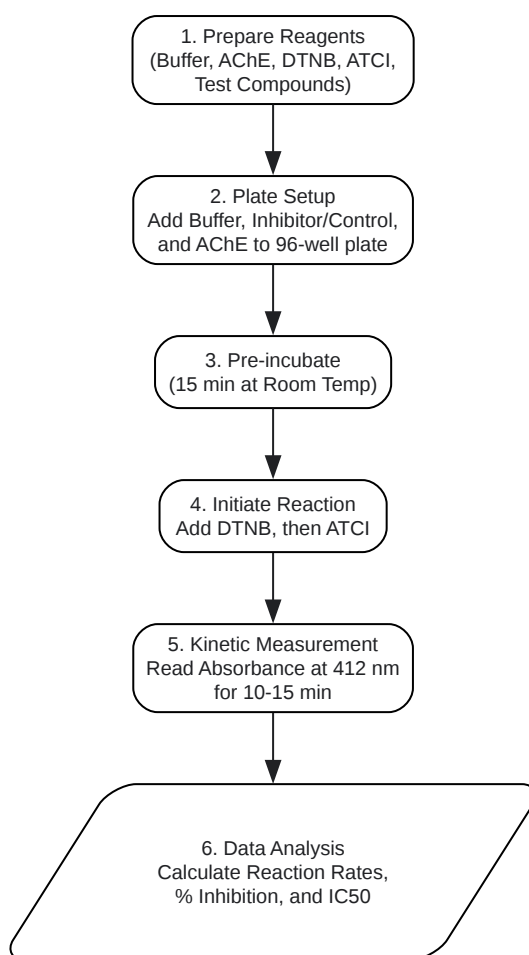 1. Prepare Reagents
(Buffer, AChE, DTNB, ATCI,
Test Compounds)
2. Plate Setup
Add Buffer, Inhibitor/Control,
and AChE to 96-well plate
3. Pre-incubate
(15 min at Room Temp)
4. Initiate Reaction
Add DTNB, then ATCI
5. Kinetic Measurement
Read Absorbance at 412 nm
for 10-15 min
6. Data Analysis
Calculate Reaction Rates,
% Inhibition, and IC50